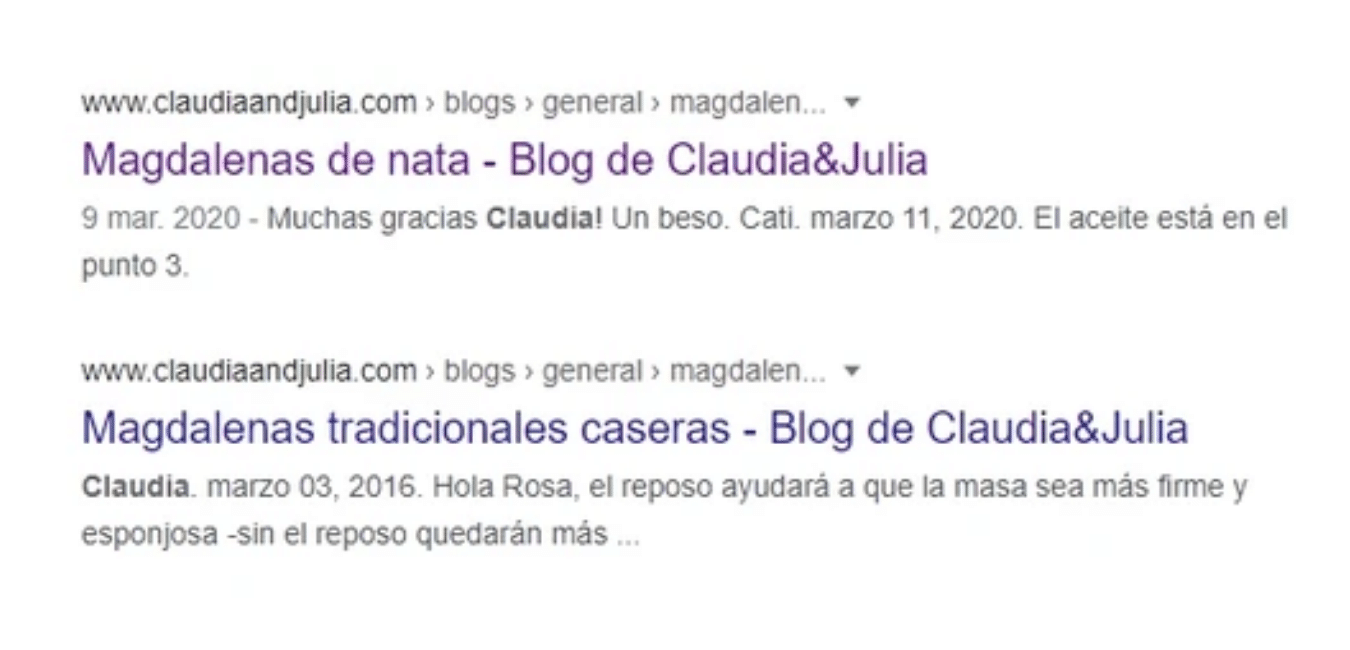 www.claudiaandjulia.com › blogs › general › magdalen... ▼
Magdalenas de nata - Blog de Claudia&Julia
9 mar. 2020 - Muchas gracias Claudia! Un beso. Cati. marzo 11, 2020. El aceite está en el
punto 3.
www.claudiaandjulia.com › blogs › general › magdalen... ▼
Magdalenas tradicionales caseras - Blog de Claudia&Julia
Claudia. marzo 03, 2016. Hola Rosa, el reposo ayudará a que la masa sea más firme y
esponjosa -sin el reposo quedarán más ...